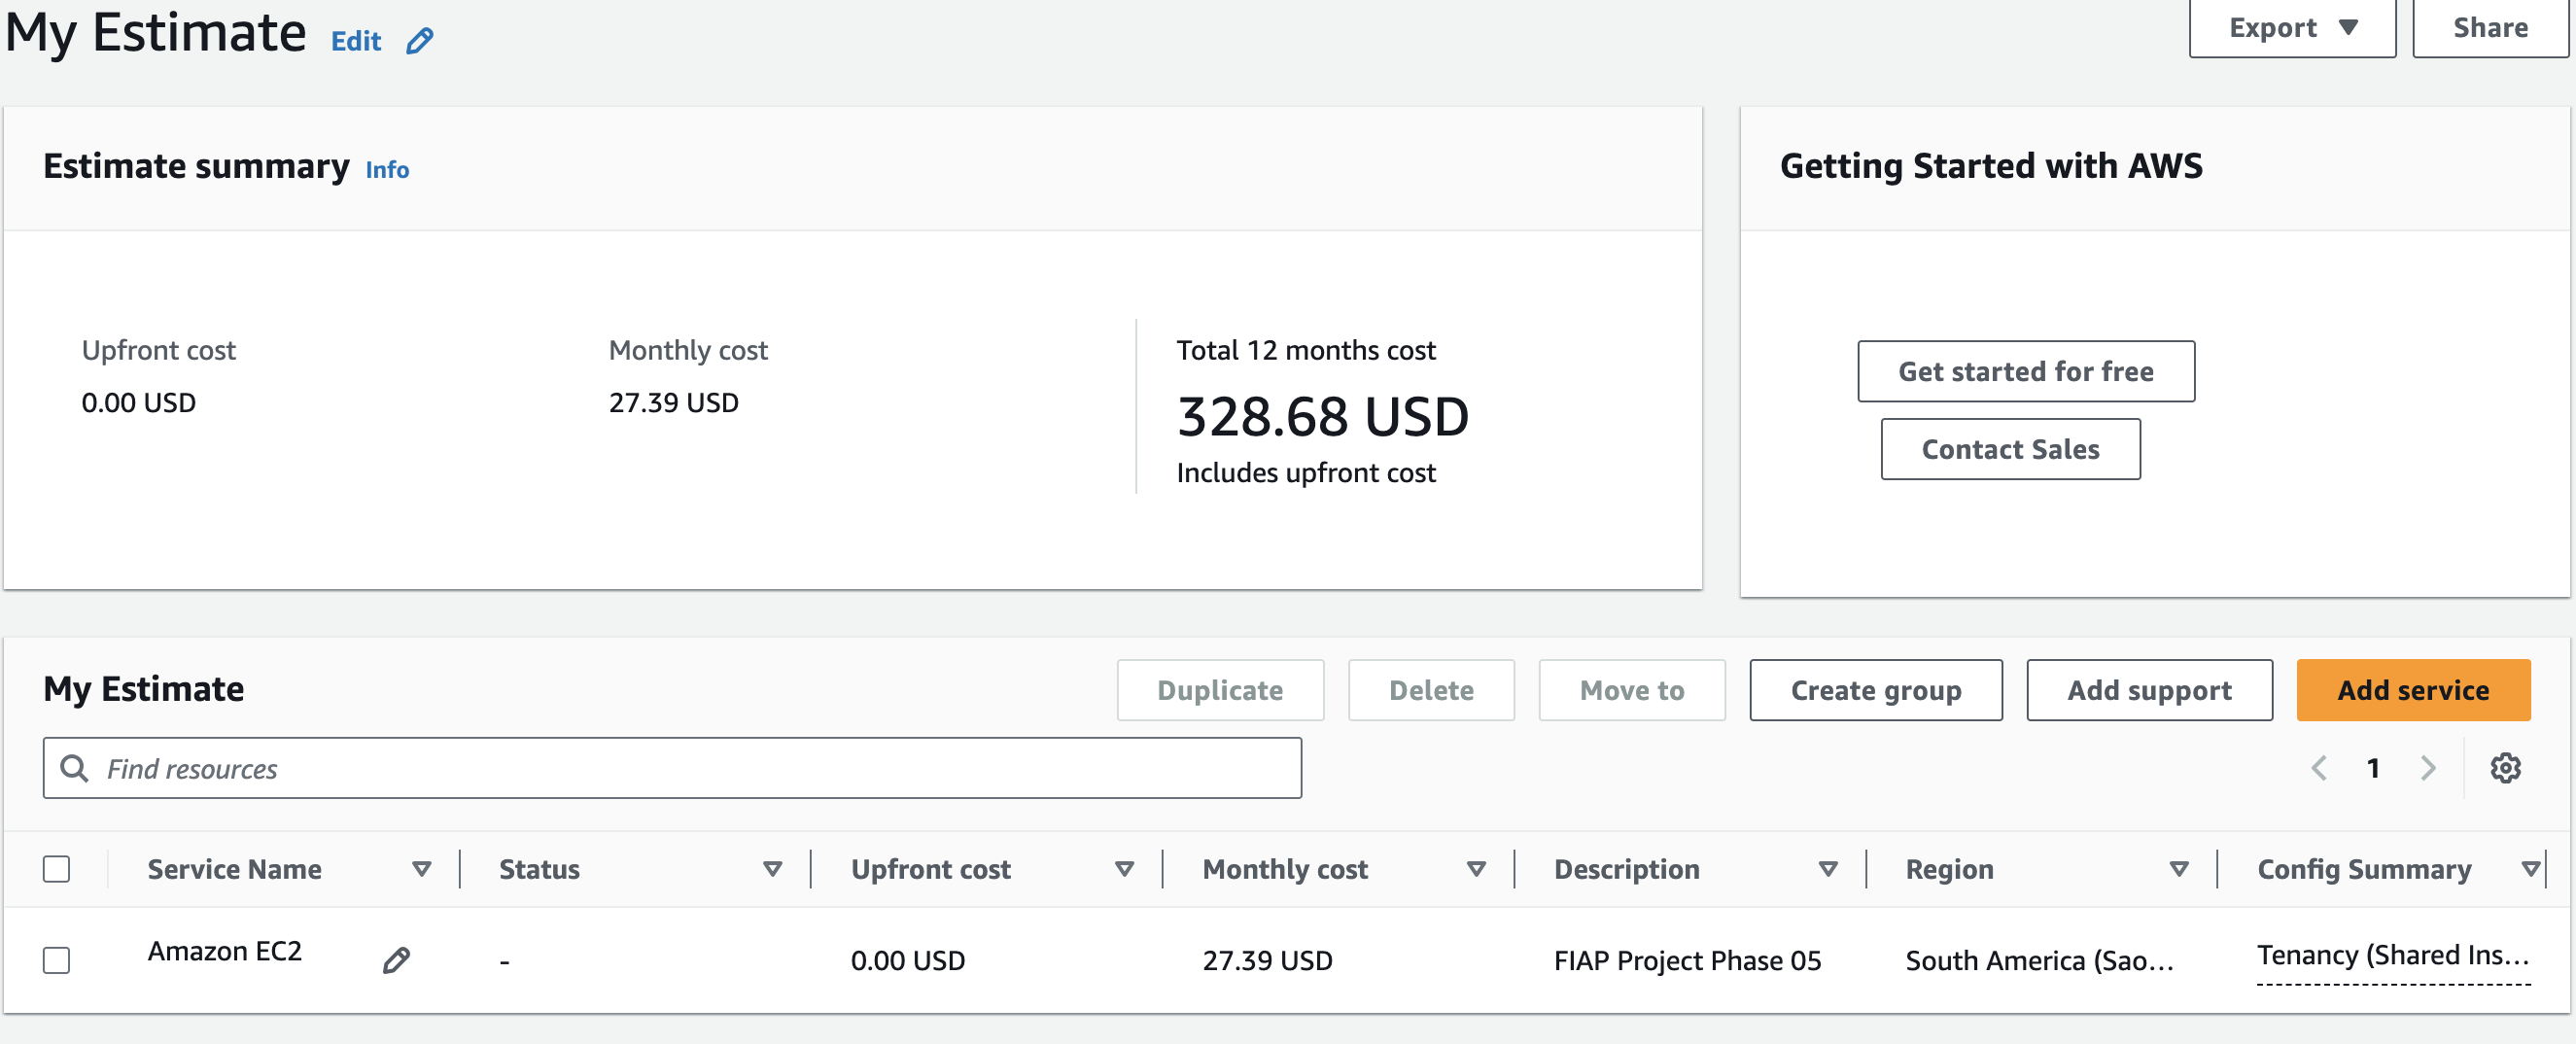 My Estimate Edit
Export Share
Estimate summary Info
Getting Started with AWS
Upfront cost Monthly cost Total 12 months cost
0.00 USD 27.39 USD 328.68 USD
Includes upfront cost
Get started for free
Contact Sales
My Estimate
Duplicate Delete Move to Create group Add support Add service
Find resources
1
Service Name Status Upfront cost Monthly cost Description Region Config Summary
Amazon EC2 - 0.00 USD 27.39 USD FIAP Project Phase 05 South America (Sao... Tenancy (Shared Ins...